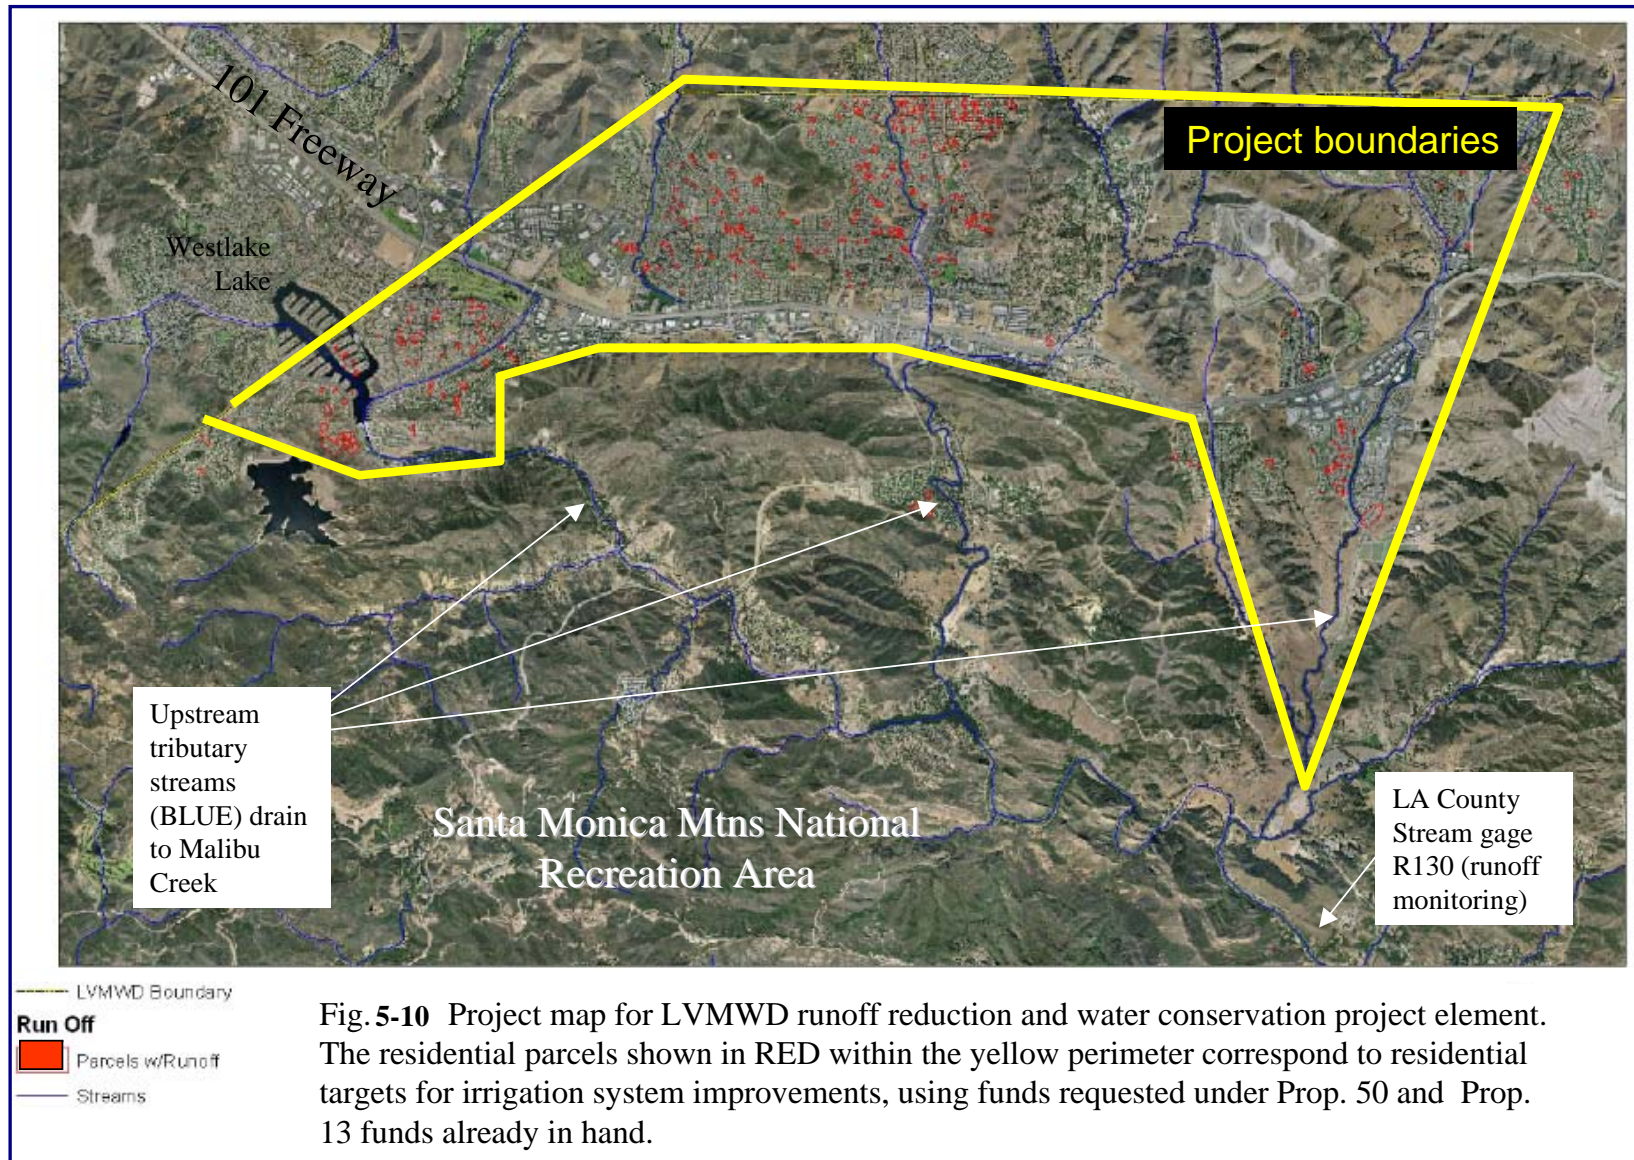 101 Freeway
Project boundaries
Westlake
Lake
Upstream
tributary
streams
(BLUE) drain
to Malibu
Creek
Santa Monica Mtns National
Recreation Area
LA County
Stream gage
R130 (runoff
monitoring)
LVMWD Boundary
Run Off
Parcels w/Runoff
Streams
Fig. 5-10 Project map for LVMWD runoff reduction and water conservation project element.
The residential parcels shown in RED within the yellow perimeter correspond to residential
targets for irrigation system improvements, using funds requested under Prop. 50 and Prop.
13 funds already in hand.